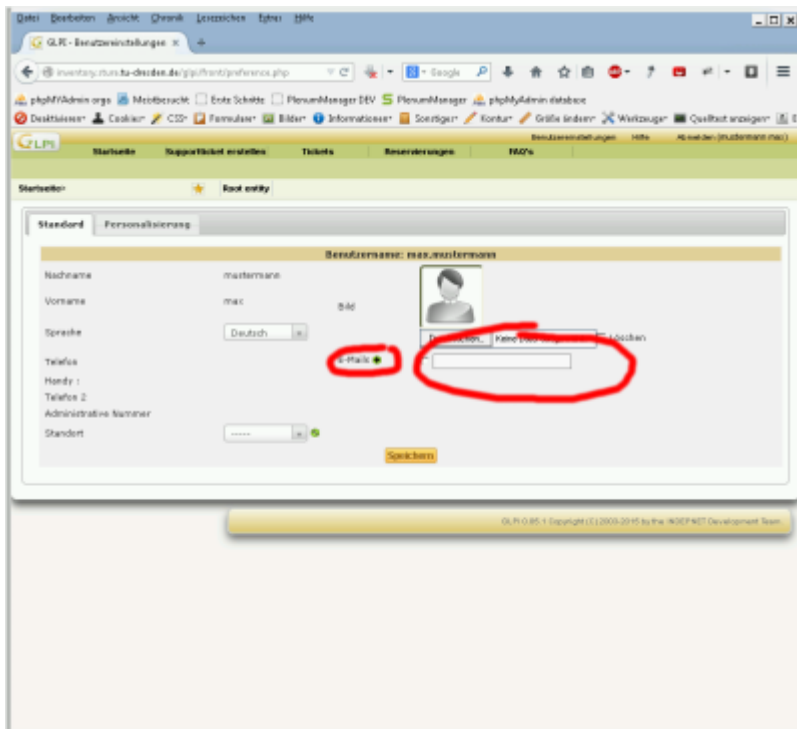 Datei Bearbeiten Ansicht Chronik Lesezeichen Extras Hilfe
GLPI - Benutzereinstellungen
inventory.stura.tu-dresden.de/glpi/front/preference.php
Google
phpMyAdmin orga Meistbesucht Erste Schritte PlenumManager DEV PlenumManager phpMyAdmin database
Deaktivieren Cookies CSS Formulare Bilder Informationen Sonstiges Kontur Größe ändern Werkzeuge Quelltext anzeigen
GLPI
Benutzereinstellungen Hilfe Abmelden (mustermann max)
Startseite Supportticket erstellen Tickets Reservierungen FAQ's
Startseite> Root entity
Standard Personalisierung
Benutzername: max.mustermann
Nachname mustermann
Vorname max Bild
Sprache Deutsch
Keine Löschen
Telefon E-Mails
Handy :
Telefon 2
Administrative Nummer
Standort -----
Speichern
GLPI 0.85.1 Copyright (C) 2003-2015 by the INDEPNET Development Team.